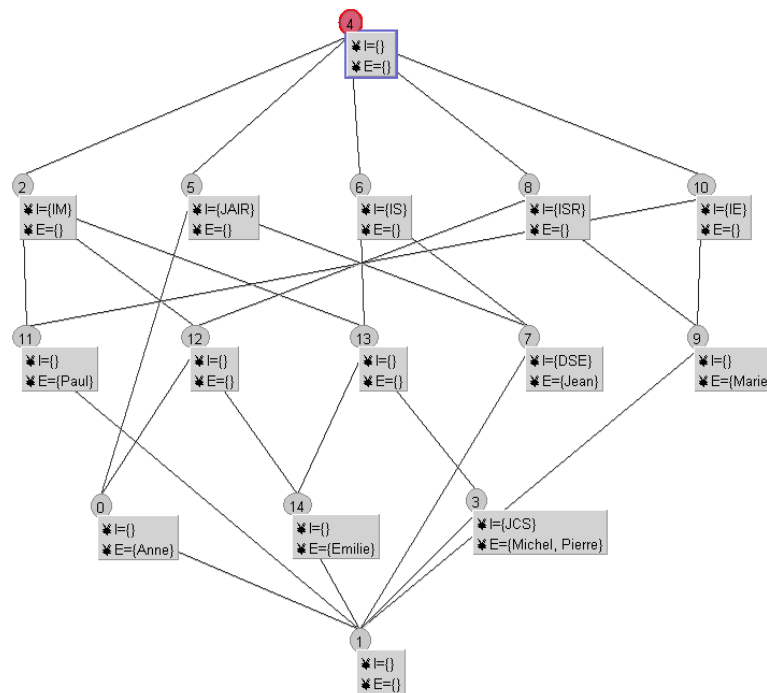 4
¥ I={}
¥ E={}
2
5
6
8
10
¥ I={IM}
¥ E={}
¥ I={JAIR}
¥ E={}
¥ I={IS}
¥ E={}
¥ I={ISR}
¥ E={}
¥ I={IE}
¥ E={}
11
12
13
7
9
¥ I={}
¥ E={Paul}
¥ I={}
¥ E={}
¥ I={}
¥ E={}
¥ I={DSE}
¥ E={Jean}
¥ I={}
¥ E={Marie
0
14
3
¥ I={}
¥ E={Anne}
¥ I={}
¥ E={Emilie}
¥ I={JCS}
¥ E={Michel, Pierre}
1
¥ I={}
¥ E={}